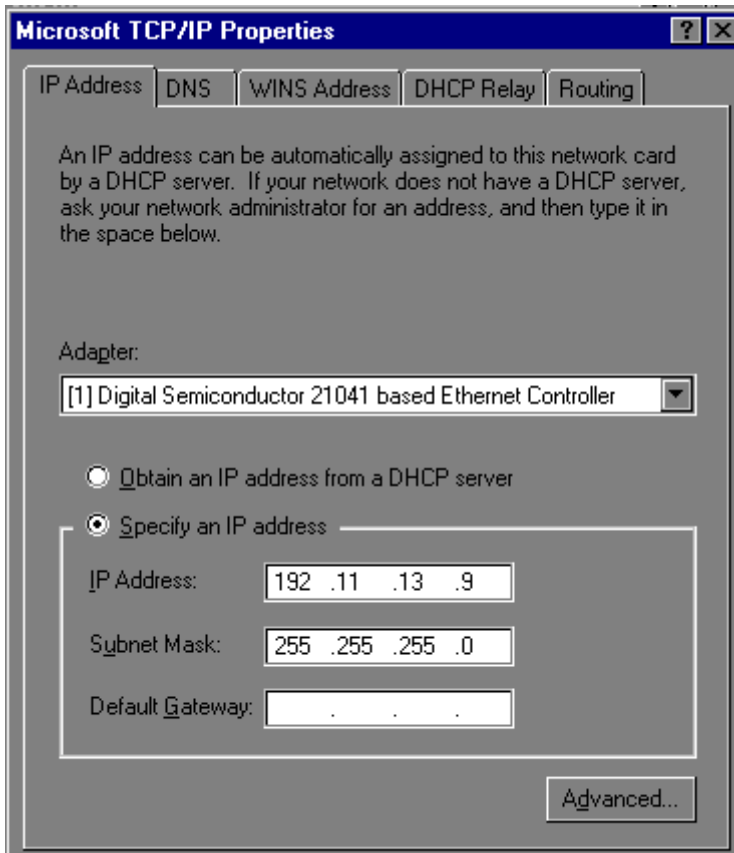 Microsoft TCP/IP Properties
IP Address DNS WINS Address DHCP Relay Routing
An IP address can be automatically assigned to this network card
by a DHCP server. If your network does not have a DHCP server,
ask your network administrator for an address, and then type it in
the space below.
Adapter:
[1] Digital Semiconductor 21041 based Ethernet Controller
Obtain an IP address from a DHCP server
Specify an IP address
IP Address: 192 .11 .13 .9
Subnet Mask: 255 .255 .255 .0
Default Gateway: . . .
Advanced...